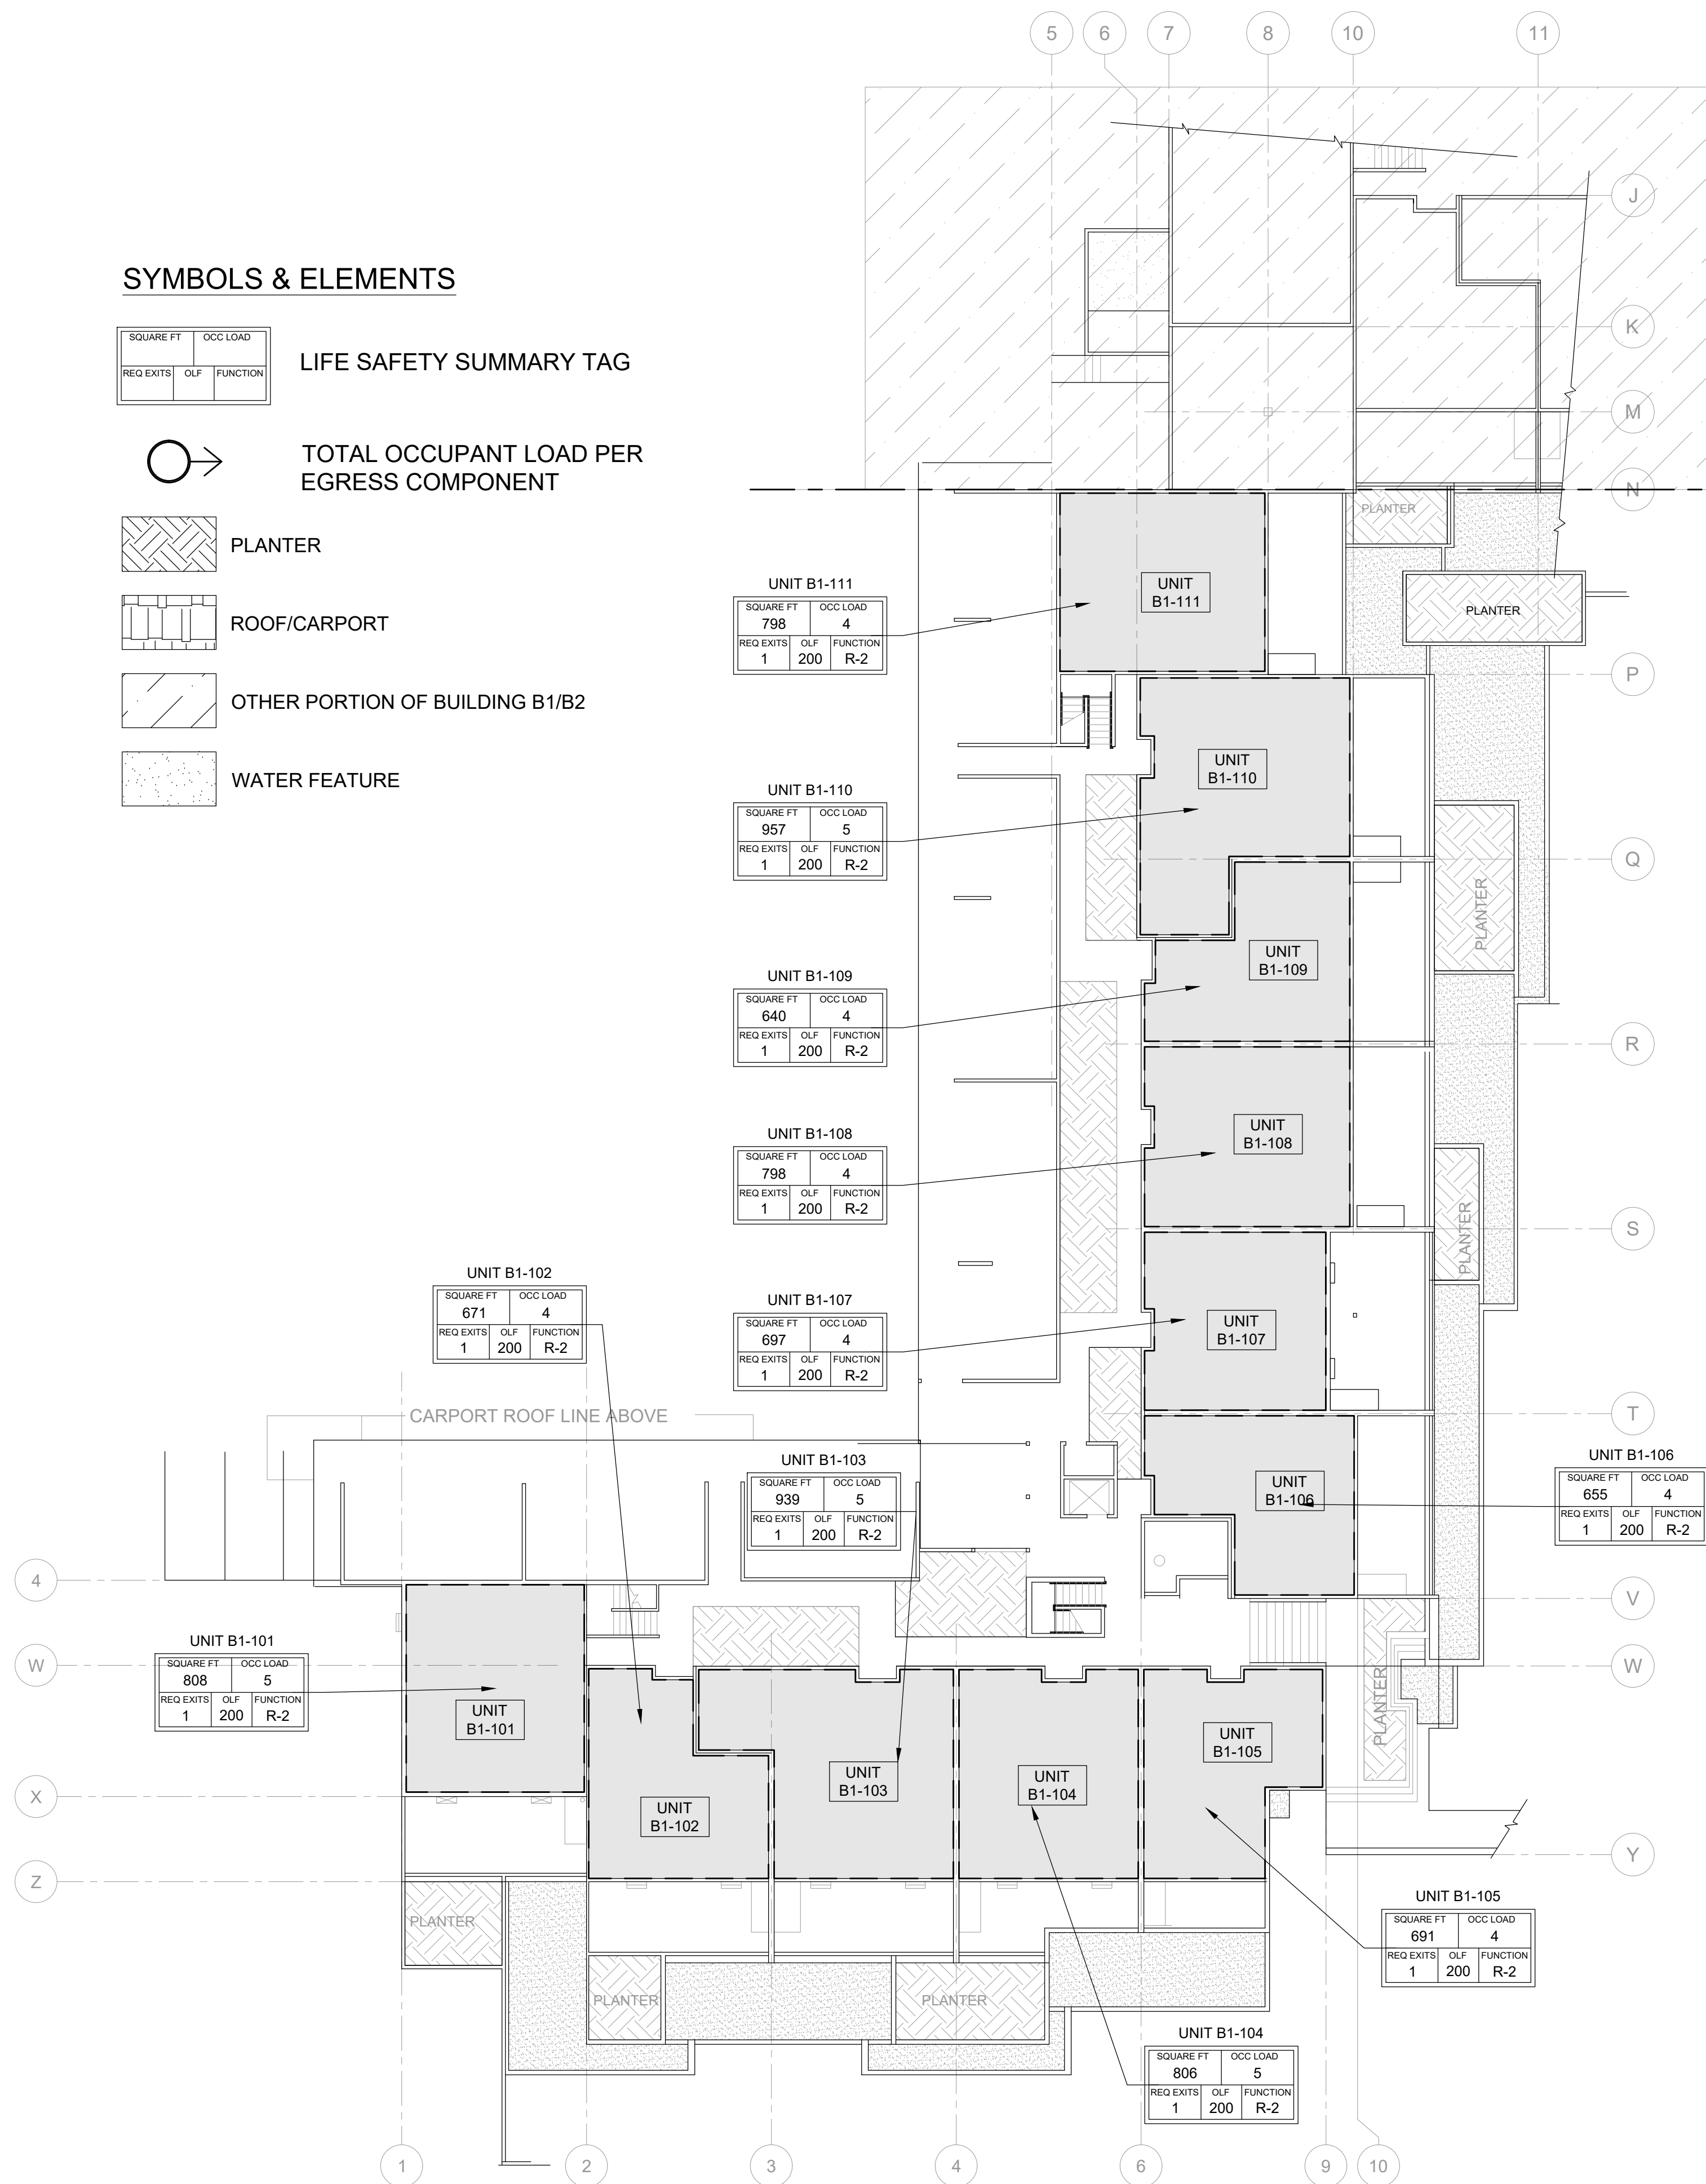 5
6
7
8
10
11
J
K
M
N
P
Q
R
S
T
V
W
Y
SYMBOLS & ELEMENTS
SQUARE FT
OCC LOAD
REQ EXITS
OLF
FUNCTION
LIFE SAFETY SUMMARY TAG
TOTAL OCCUPANT LOAD PER
EGRESS COMPONENT
PLANTER
ROOF/CARPORT
OTHER PORTION OF BUILDING B1/B2
WATER FEATURE
PLANTER
PLANTER
UNIT B1-111
SQUARE FT OCC LOAD
798 4
REQ EXITS OLF FUNCTION
1 200 R-2
UNIT
B1-111
UNIT B1-110
SQUARE FT OCC LOAD
957 5
REQ EXITS OLF FUNCTION
1 200 R-2
UNIT
B1-110
PLANTER
UNIT B1-109
SQUARE FT OCC LOAD
640 4
REQ EXITS OLF FUNCTION
1 200 R-2
UNIT
B1-109
UNIT B1-108
SQUARE FT OCC LOAD
798 4
REQ EXITS OLF FUNCTION
1 200 R-2
UNIT
B1-108
PLANTER
UNIT B1-102
SQUARE FT OCC LOAD
671 4
REQ EXITS OLF FUNCTION
1 200 R-2
UNIT B1-107
SQUARE FT OCC LOAD
697 4
REQ EXITS OLF FUNCTION
1 200 R-2
UNIT
B1-107
CARPORT ROOF LINE ABOVE
UNIT B1-103
SQUARE FT OCC LOAD
939 5
REQ EXITS OLF FUNCTION
1 200 R-2
UNIT
B1-106
UNIT B1-106
SQUARE FT OCC LOAD
655 4
REQ EXITS OLF FUNCTION
1 200 R-2
4
W
X
Z
UNIT B1-101
SQUARE FT OCC LOAD
808 5
REQ EXITS OLF FUNCTION
1 200 R-2
UNIT
B1-101
UNIT
B1-102
UNIT
B1-103
UNIT
B1-104
UNIT
B1-105
PLANTER
PLANTER
PLANTER
PLANTER
UNIT B1-105
SQUARE FT OCC LOAD
691 4
REQ EXITS OLF FUNCTION
1 200 R-2
UNIT B1-104
SQUARE FT OCC LOAD
806 5
REQ EXITS OLF FUNCTION
1 200 R-2
1
2
3
4
6
9
10